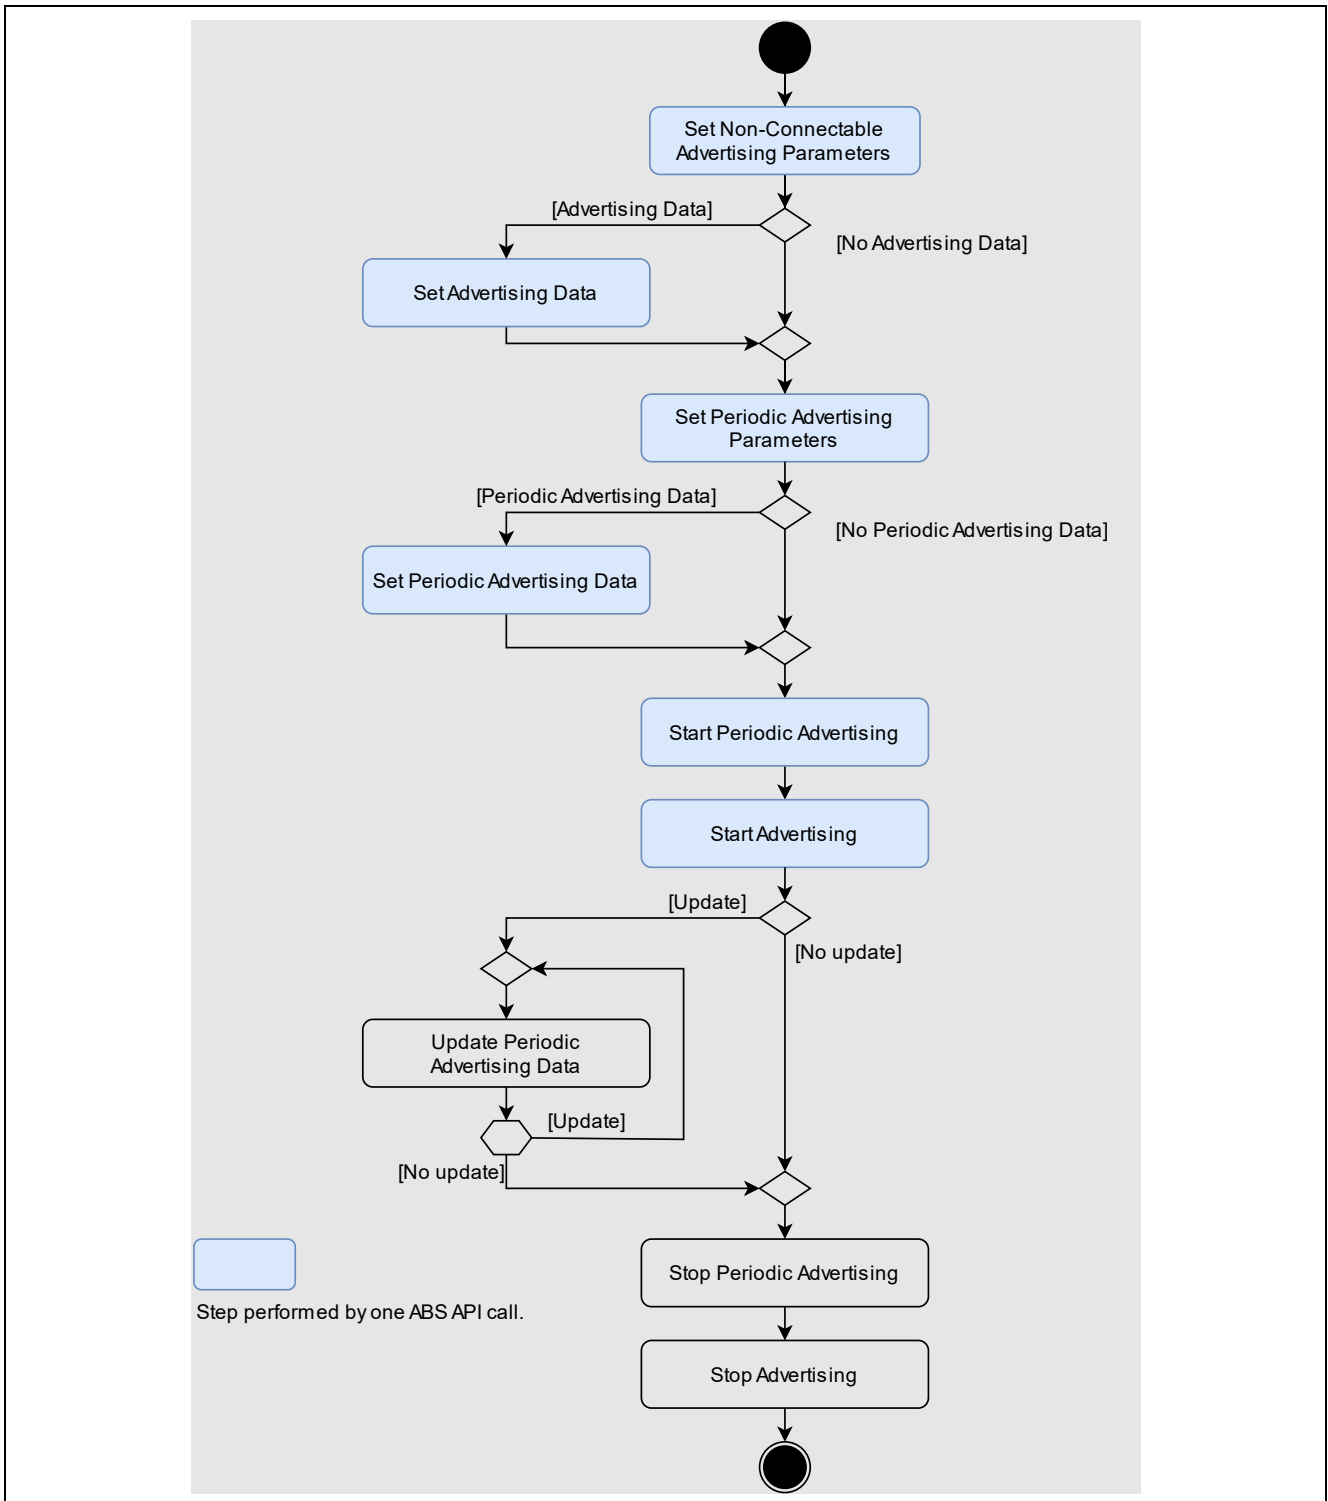 Set Non-Connectable
Advertising Parameters
[Advertising Data]
[No Advertising Data]
Set Advertising Data
Set Periodic Advertising
Parameters
[Periodic Advertising Data]
[No Periodic Advertising Data]
Set Periodic Advertising Data
Start Periodic Advertising
Start Advertising
[Update]
[No update]
Update Periodic
Advertising Data
[Update]
[No update]
Stop Periodic Advertising
Step performed by one ABS API call.
Stop Advertising